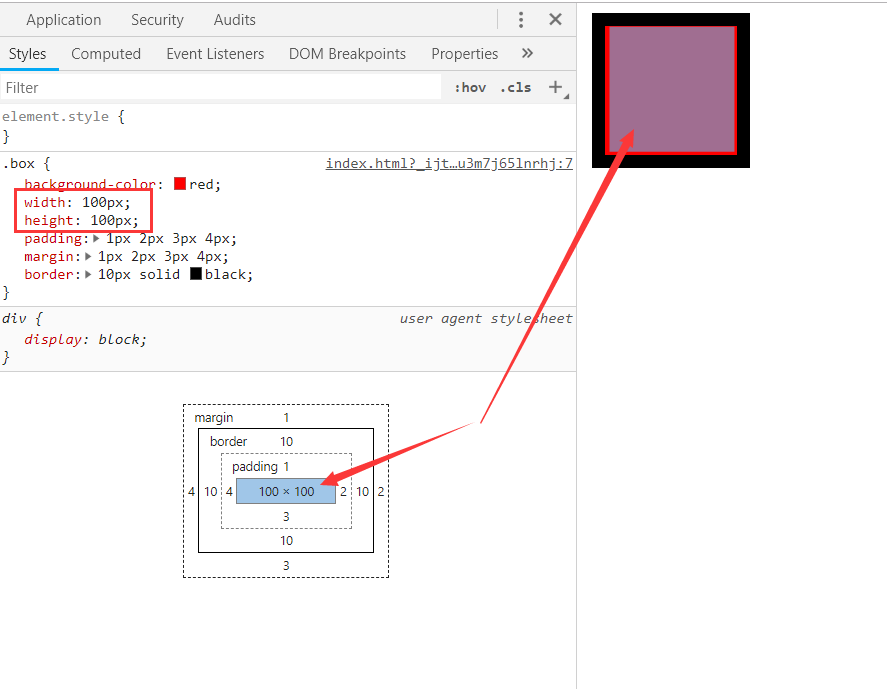 Application Security Audits
Styles Computed Event Listeners DOM Breakpoints Properties »
Filter :hov .cls +
element.style {
}
.box { index.html?_ijt…u3m7j65lnrhj:7
background-color: red;
width: 100px;
height: 100px;
padding: 1px 2px 3px 4px;
margin: 1px 2px 3px 4px;
border: 10px solid black;
}
div { user agent stylesheet
display: block;
}
margin 1
border 10
padding 1
4 10 4 100 × 100 2 10 2
3
10
3